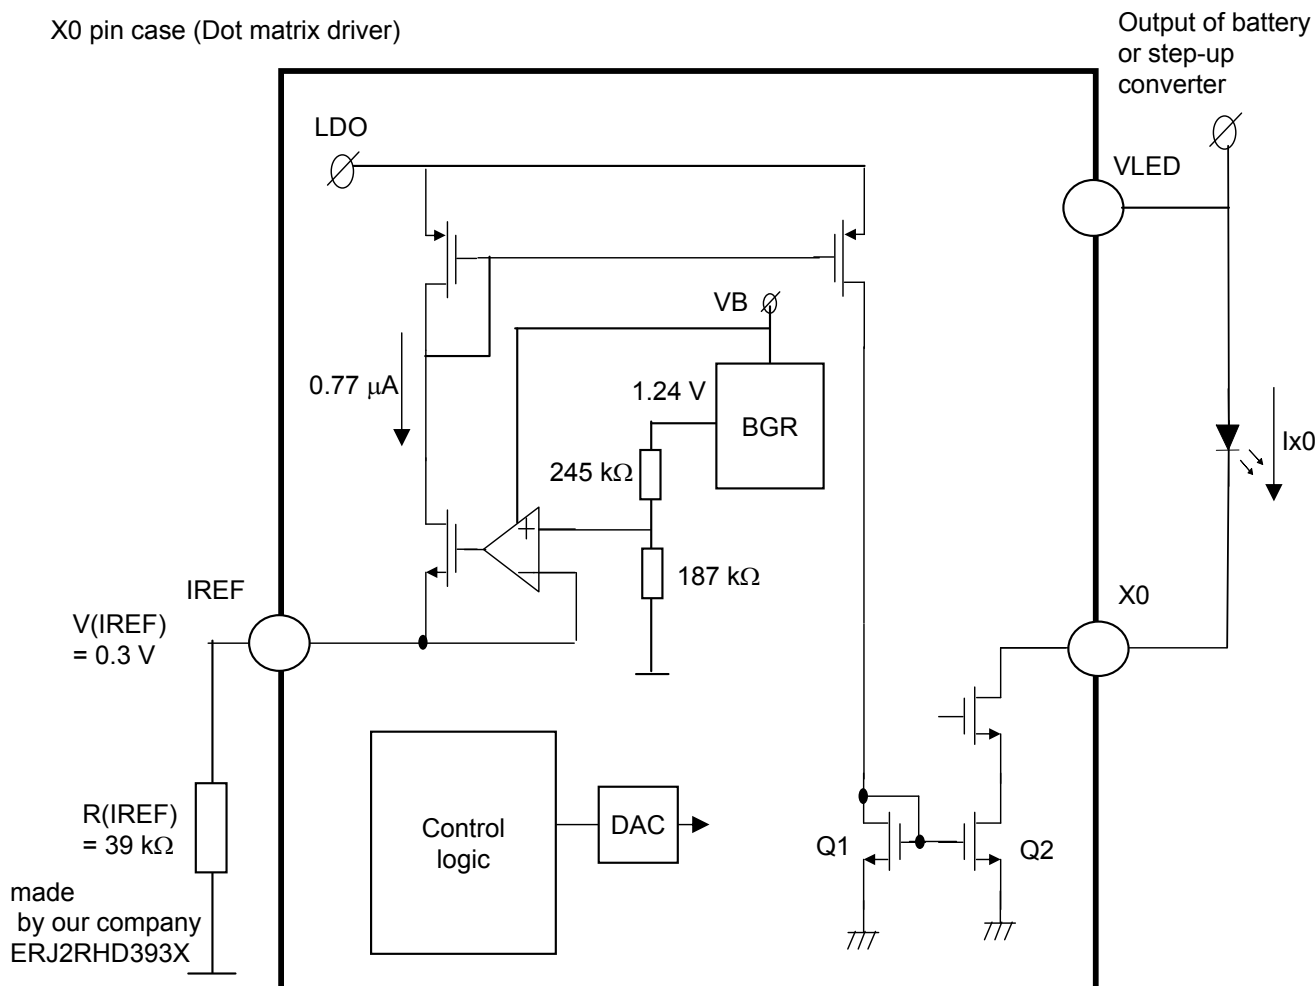 X0 pin case (Dot matrix driver)
Output of battery
or step-up
converter
LDO
VLED
VB
0.77 μA
1.24 V
BGR
Ix0
245 kΩ
+
187 kΩ
IREF
X0
V(IREF)
= 0.3 V
R(IREF)
= 39 kΩ
Control
logic
DAC
Q1
Q2
made
by our company
ERJ2RHD393X